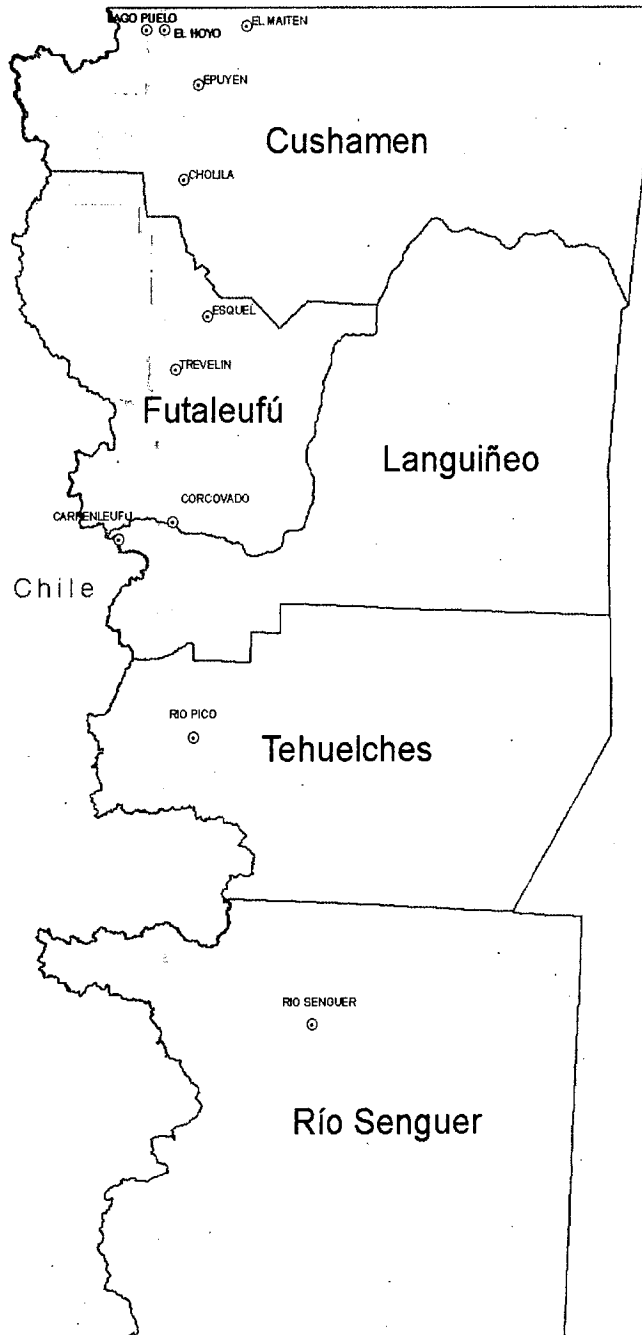 LAGO PUELO
EL HOYO
EL MAITEN
EPUYEN
Cushamen
CHOLILA
ESQUEL
TREVELIN
Futaleufú
Languiñeo
CORCOVADO
CARRENLEUFU
Chile
RIO PICO
Tehuelches
RIO SENGUER
Río Senguer